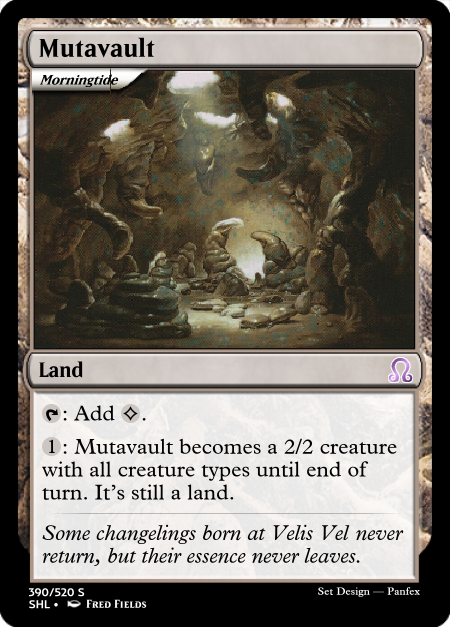 Mutavault
Morningtide
Land
: Add .
1: Mutavault becomes a 2/2 creature
with all creature types until end of
turn. It's still a land.
Some changelings born at Velis Vel never
return, but their essence never leaves.
390/520 S
Set Design — Panfex
SHL • Fred Fields